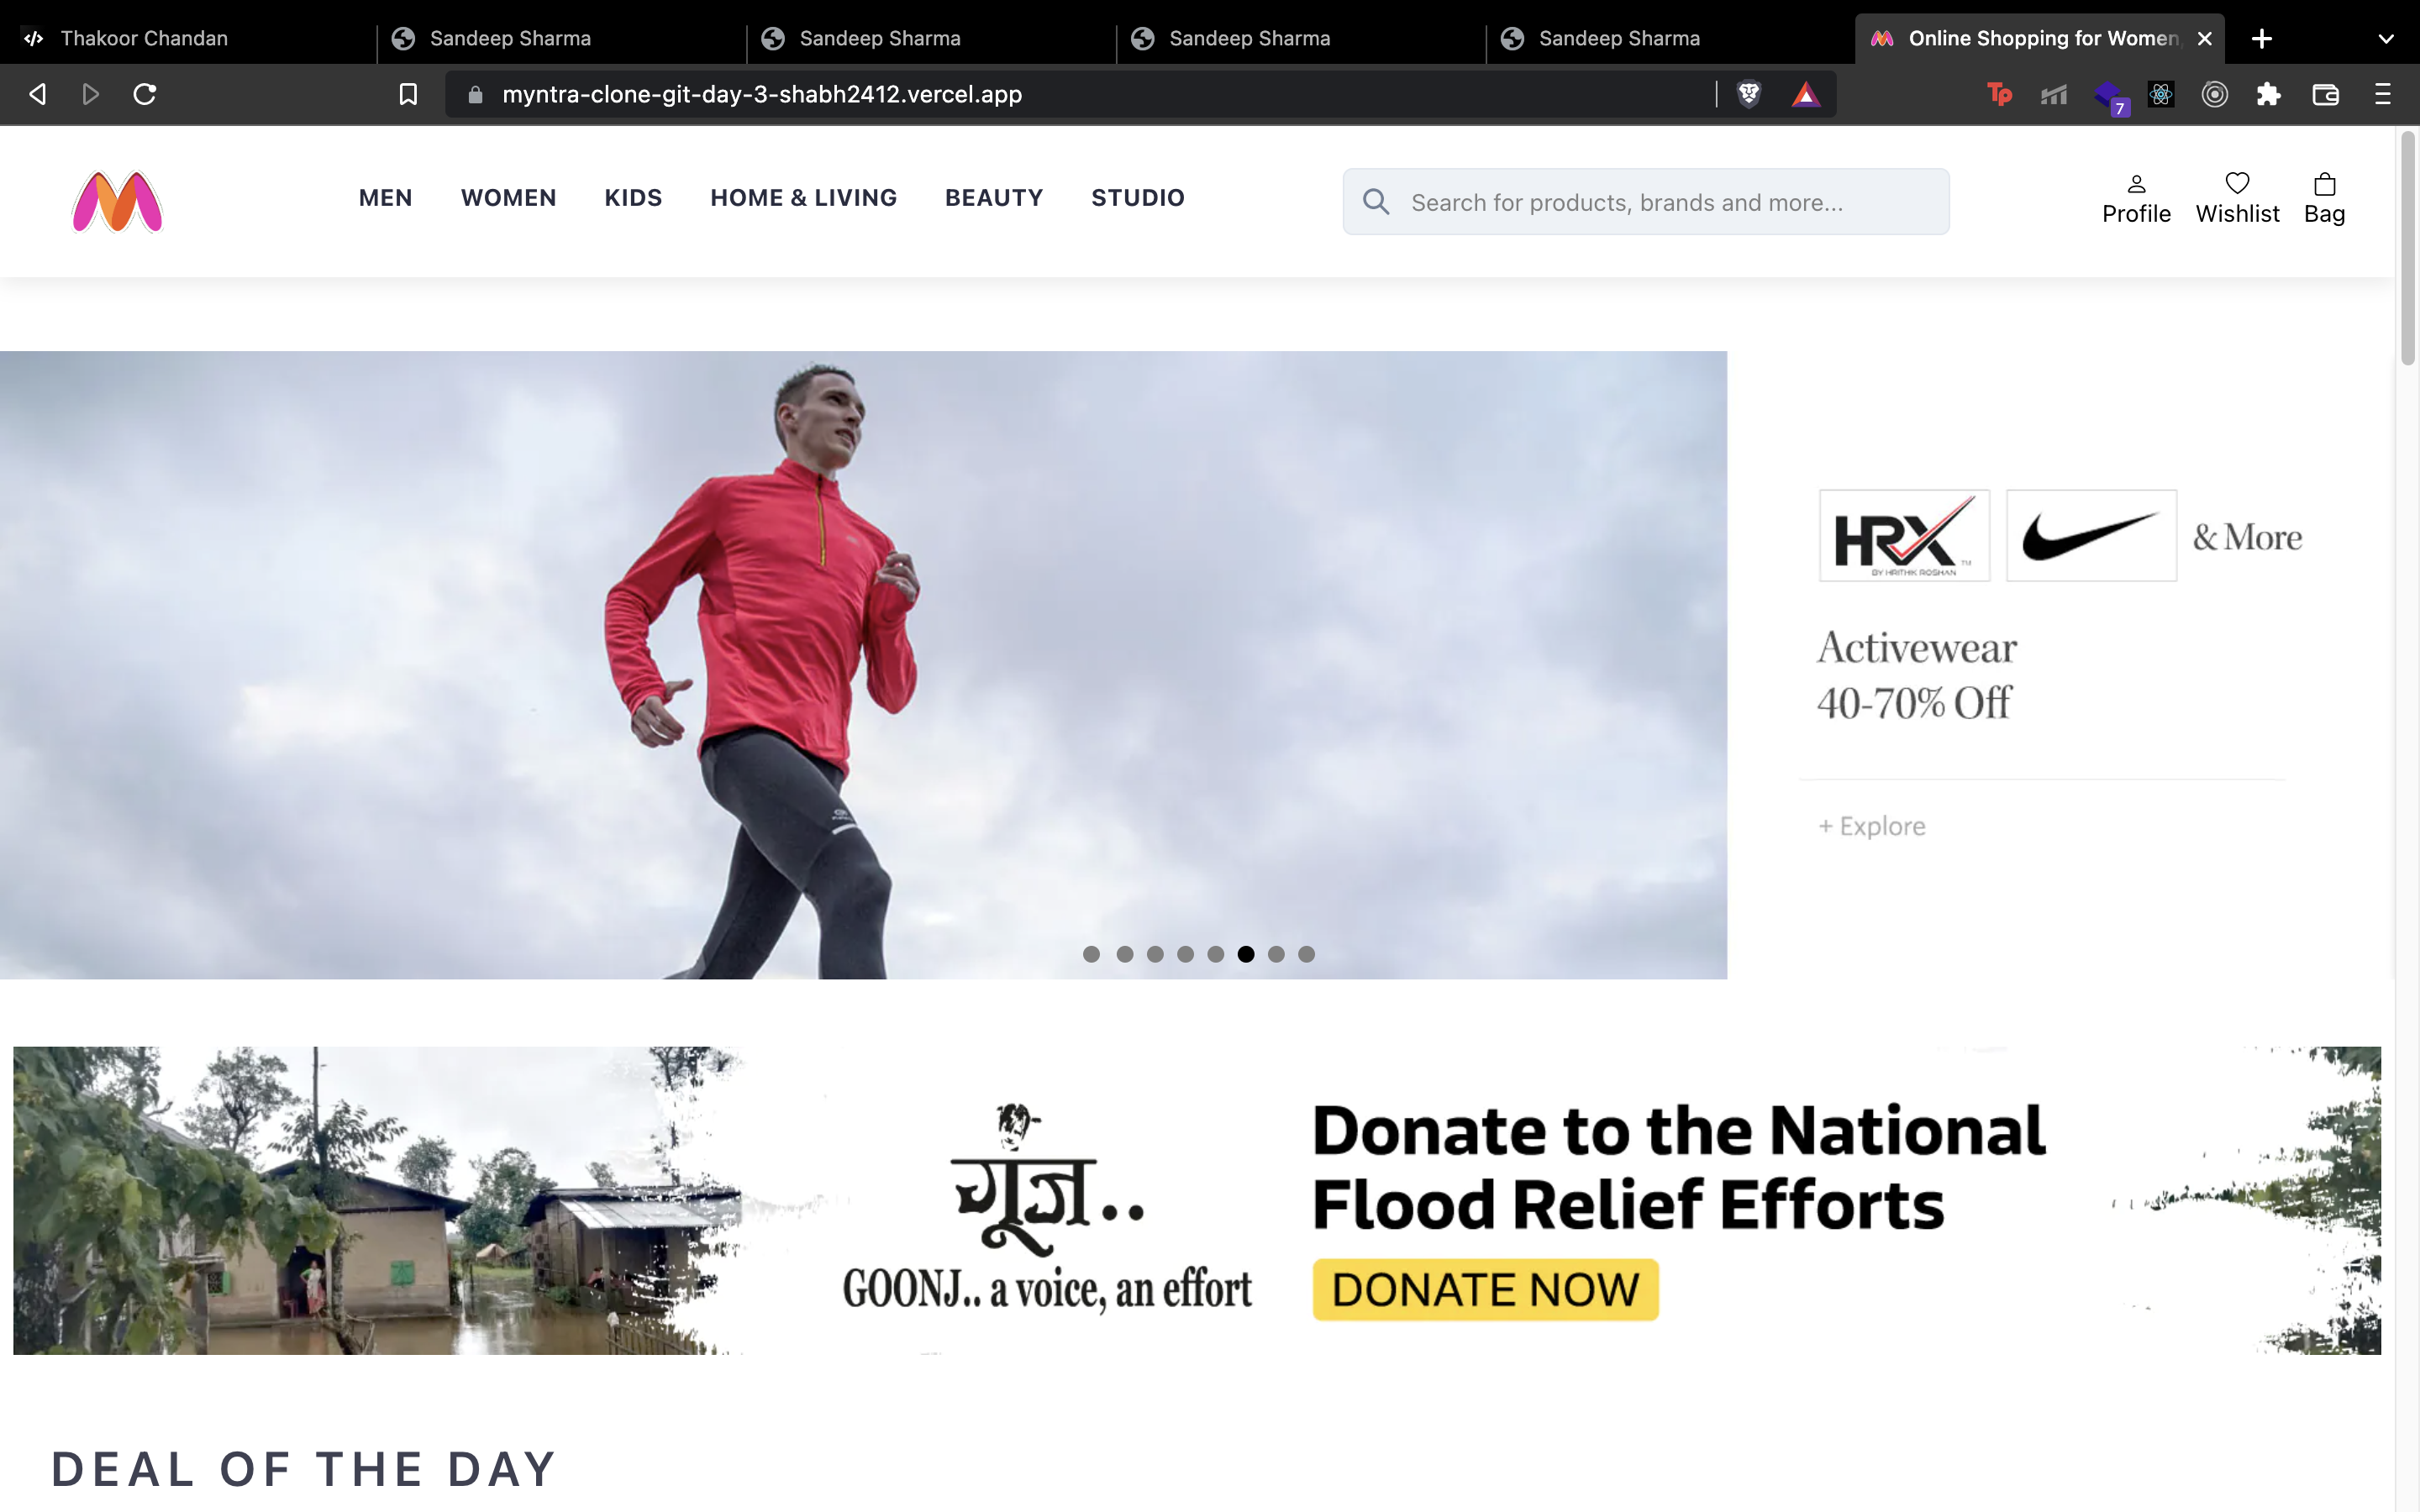 Thakoor Chandan
Sandeep Sharma
Sandeep Sharma
Sandeep Sharma
Sandeep Sharma
Online Shopping for Women,
myntra-clone-git-day-3-shabh2412.vercel.app
Tp
7
MEN WOMEN KIDS HOME & LIVING BEAUTY STUDIO
Search for products, brands and more...
Profile Wishlist Bag
HRX
TM
BY HRITHIK ROSHAN
& More
Activewear
40-70% Off
+ Explore
गूंज..
GOONJ.. a voice, an effort
Donate to the National
Flood Relief Efforts
DONATE NOW
DEAL OF THE DAY